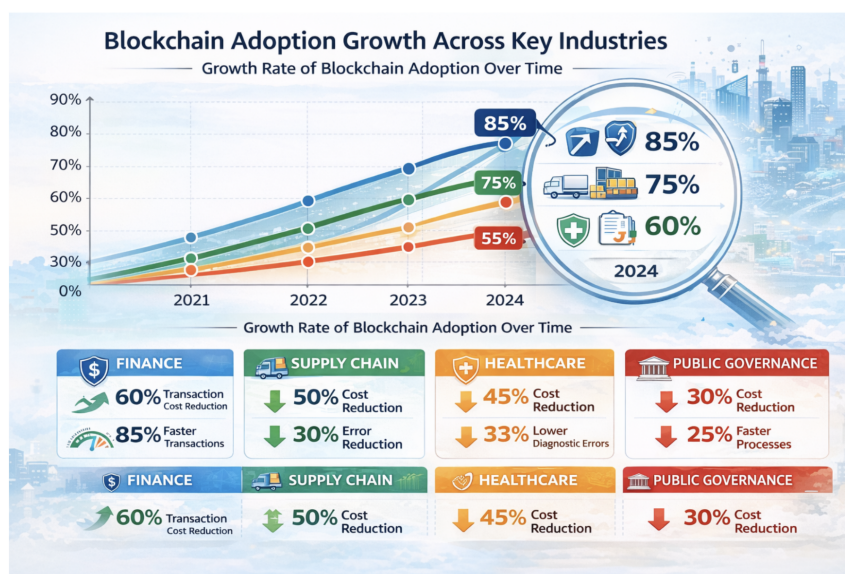 Blockchain Adoption Growth Across Key Industries
Growth Rate of Blockchain Adoption Over Time
90%
80%
70%
60%
50%
30%
0%
85%
75%
55%
85%
75%
60%
2024
2021
2022
2023
2024
Growth Rate of Blockchain Adoption Over Time
$ FINANCE
60% Transaction
Cost Reduction
85% Faster
Transactions
SUPPLY CHAIN
50% Cost
Reduction
30% Error
Reduction
HEALTHCARE
45% Cost
Reduction
33% Lower
Diagnostic Errors
PUBLIC GOVERNANCE
30% Cost
Reduction
25% Faster
Processes
$ FINANCE
60% Transaction
Cost Reduction
SUPPLY CHAIN
50% Cost
Reduction
HEALTHCARE
45% Cost
Reduction
PUBLIC GOVERNANCE
30% Cost
Reduction